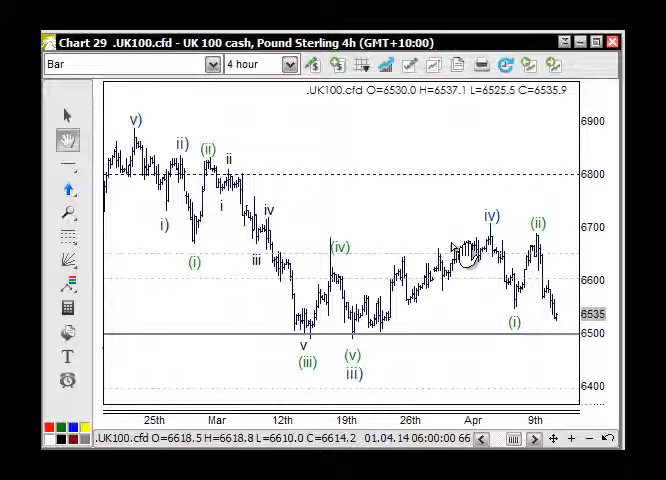 Chart 29 .UK100.cfd - UK 100 cash, Pound Sterling 4h (GMT+10:00)
Bar 4 hour
.UK100.cfd O=6530.0 H=6537.1 L=6525.5 C=6535.9
v)
ii) (ii) ii
i) i iv
(i) iii (iv)
iv) (ii)
v (v) (i)
(iii) iii)
6900
6800
6700
6600
6535
6500
6400
25th Mar 12th 19th 26th Apr 9th
T
.UK100.cfd O=6618.5 H=6618.8 L=6610.0 C=6614.2 01.04.14 06:00:00 66